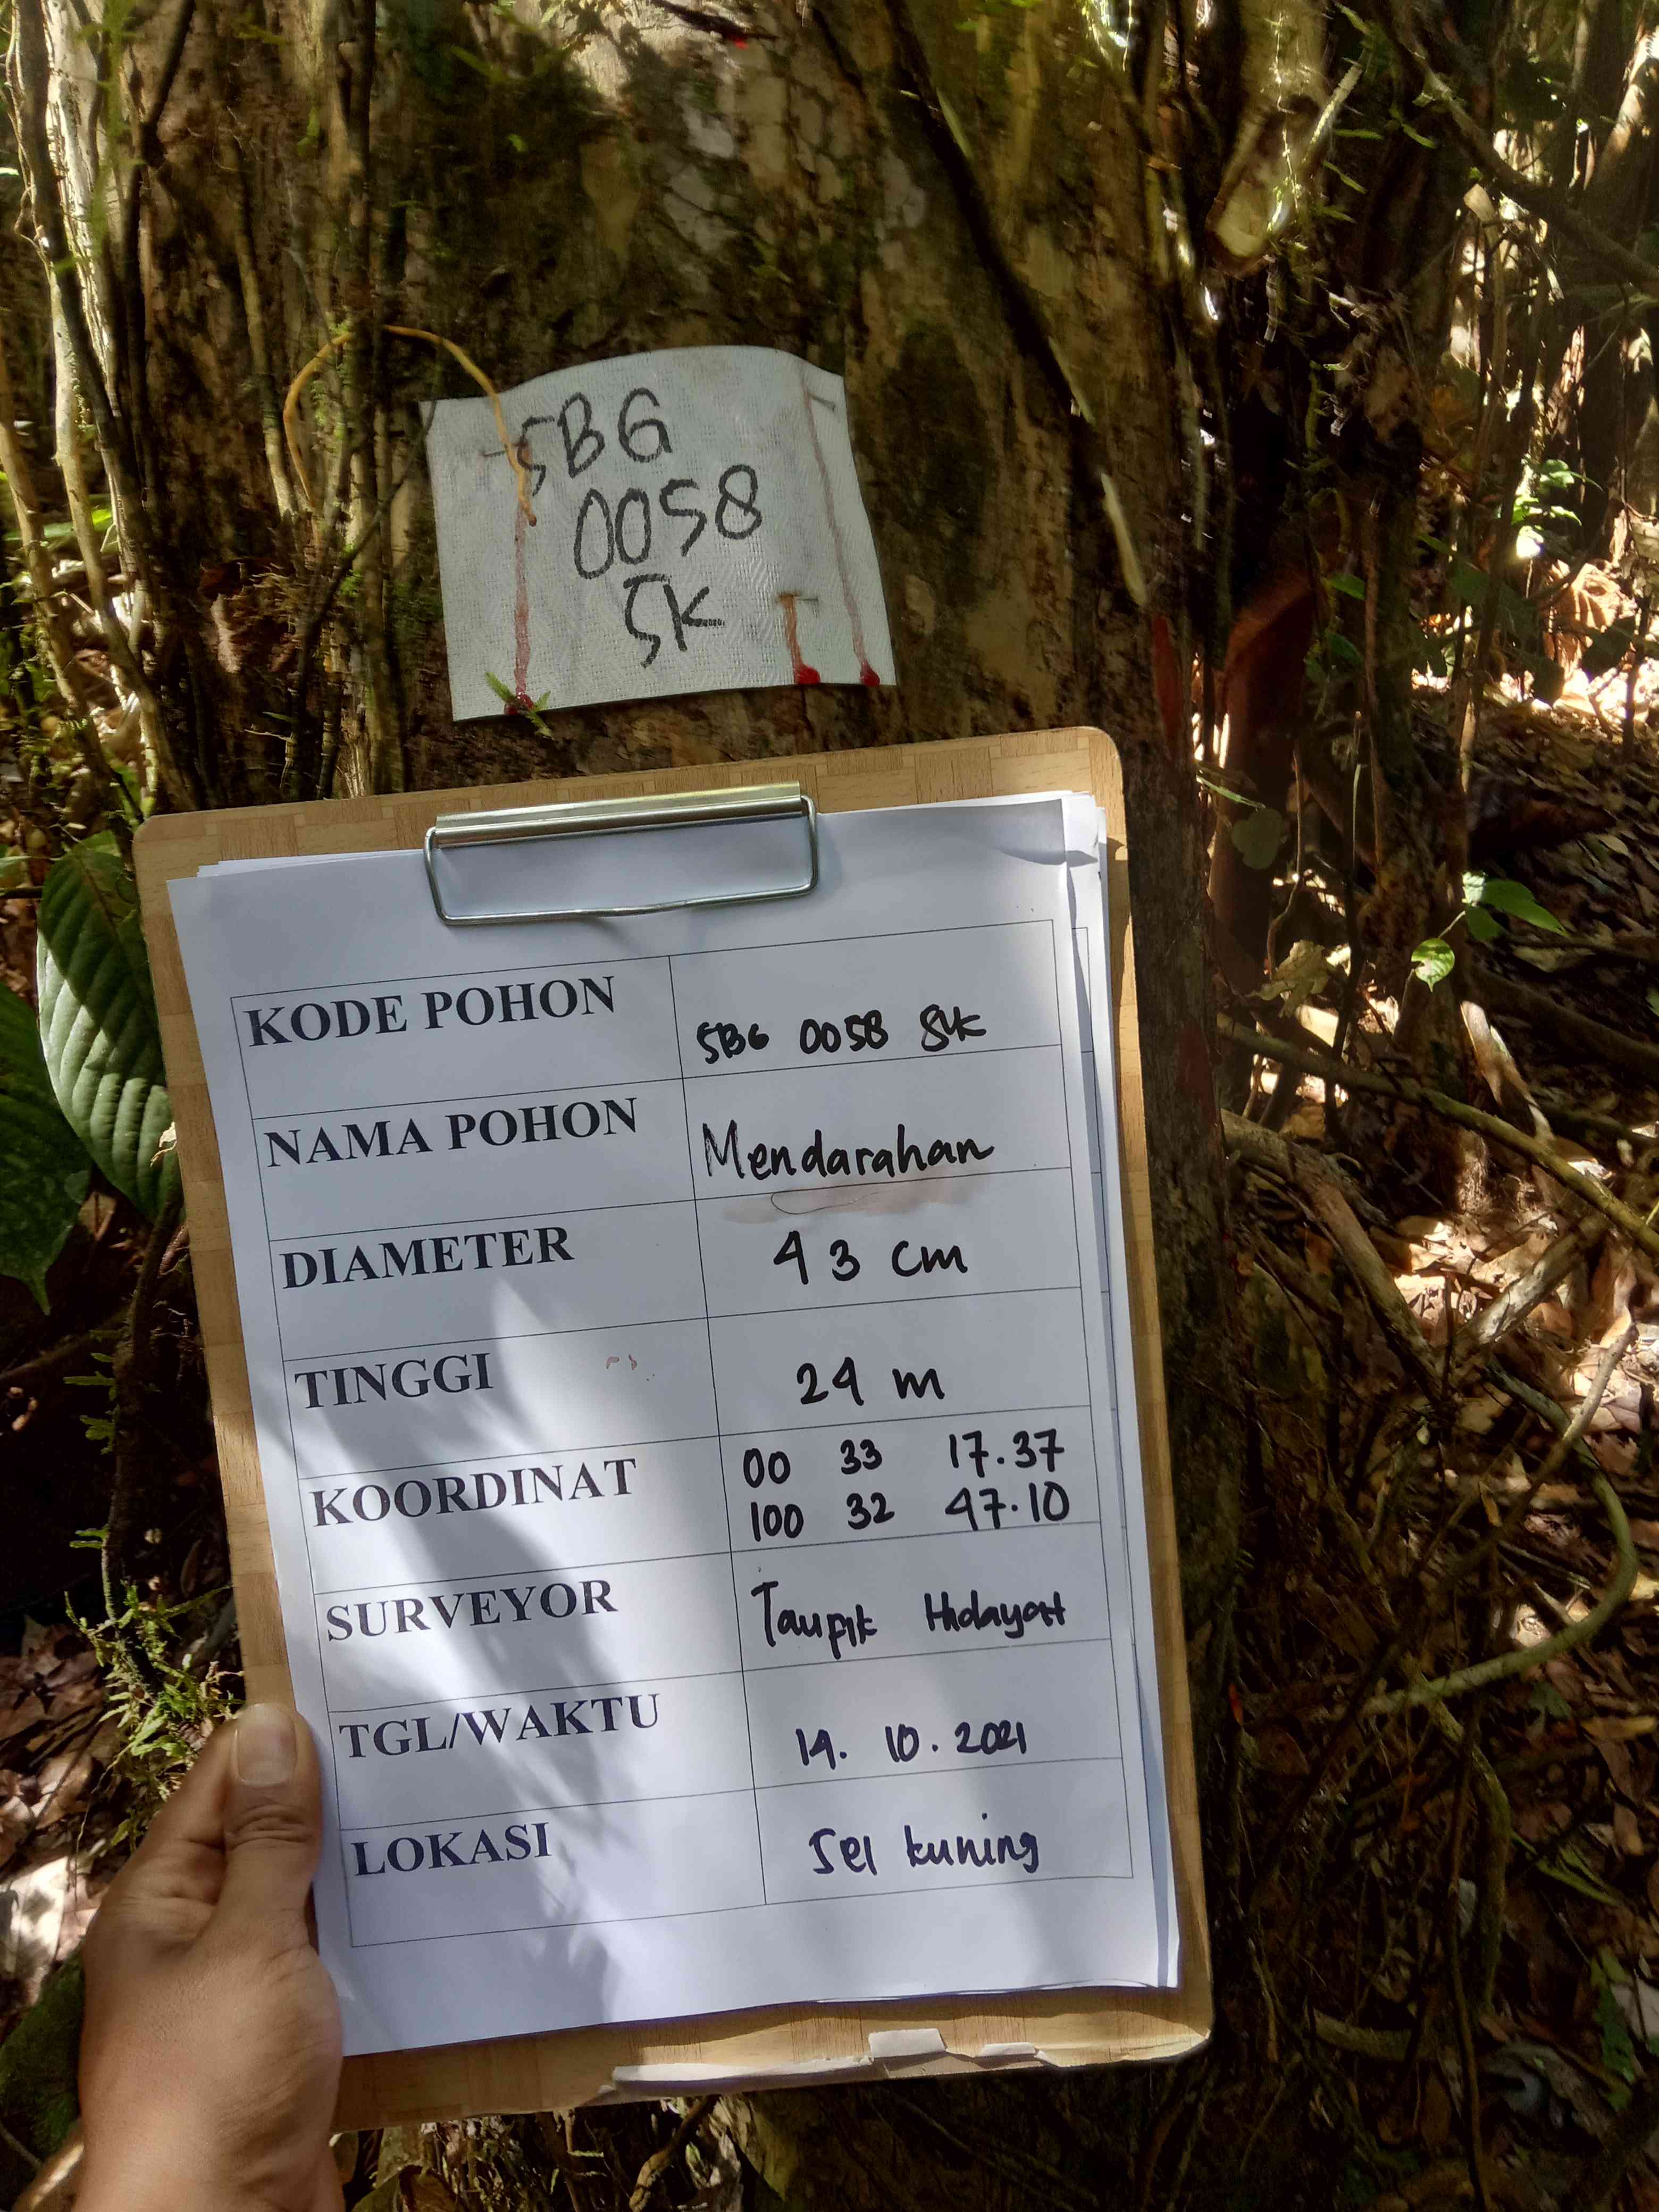 SBG
0058
SK
KODE POHON
SBG 0058 SK
NAMA POHON
Mendarahan
DIAMETER
43 cm
TINGGI
24 m
KOORDINAT
00 33 17.37
100 32 47.10
SURVEYOR
Taupik Hidayat
TGL/WAKTU
14. 10. 2021
LOKASI
Sei kuning